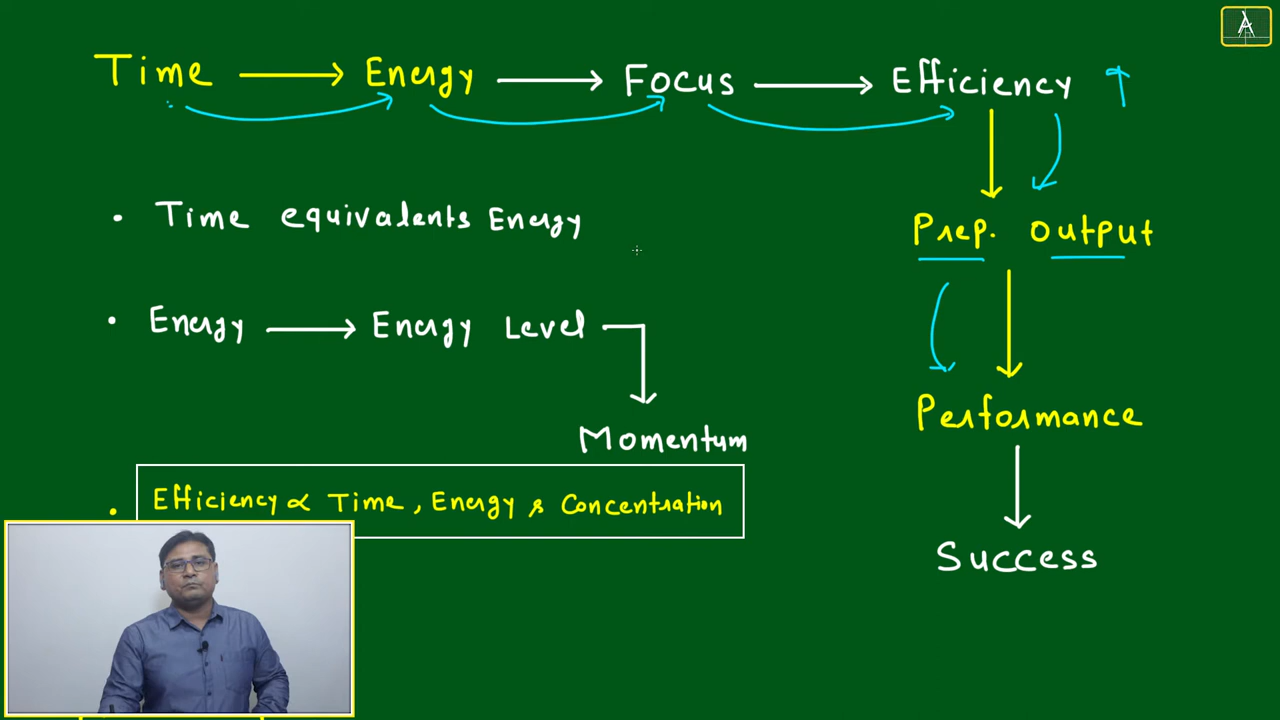 Time → Energy → Focus → Efficiency ↑
Prep. Output
• Time equivalents Energy
• Energy → Energy Level
Performance
Momentum
• Efficiency ∝ Time, Energy & Concentration
Success